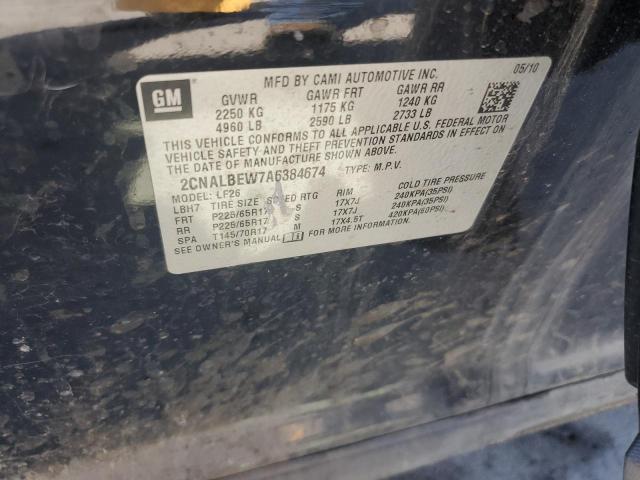 GM
MFD BY CAMI AUTOMOTIVE INC. 05/10
GVWR GAWR FRT GAWR RR
2250 KG 1175 KG 1240 KG
4960 LB 2590 LB 2733 LB
THIS VEHICLE CONFORMS TO ALL APPLICABLE U.S. FEDERAL MOTOR
VEHICLE SAFETY AND THEFT PREVENTION STANDARDS IN EFFECT ON
THE DATE OF MANUFACTURE SHOWN ABOVE.
2CNALBEW7A6384674 TYPE: M.P.V.
MODEL: LF26
LBH7 TIRE SIZE SPEED RTG RIM COLD TIRE PRESSURE
FRT P225/65R17 S 17X7J 240KPA(35PSI)
RR P225/65R17 S 17X7J 240KPA(35PSI)
SPA T145/70R17 M 17X4.5T 420KPA(60PSI)
SEE OWNER'S MANUAL FOR MORE INFORMATION